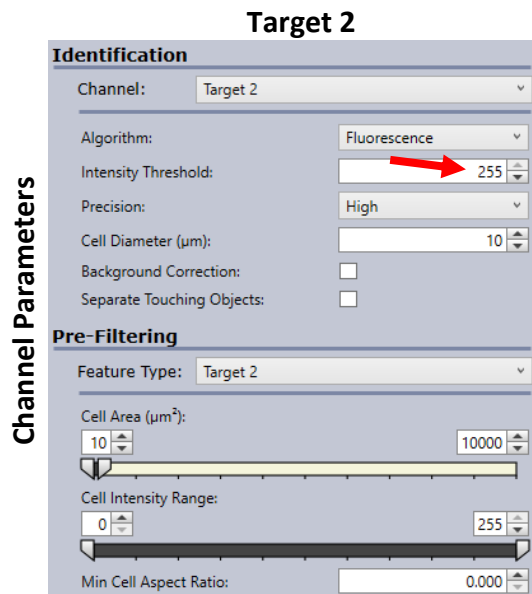 Target 2
Channel Parameters
Identification
Channel: Target 2
Algorithm: Fluorescence
Intensity Threshold: 255
Precision: High
Cell Diameter (µm): 10
Background Correction:
Separate Touching Objects:
Pre-Filtering
Feature Type: Target 2
Cell Area (µm²):
10 10000
Cell Intensity Range:
0 255
Min Cell Aspect Ratio: 0.000